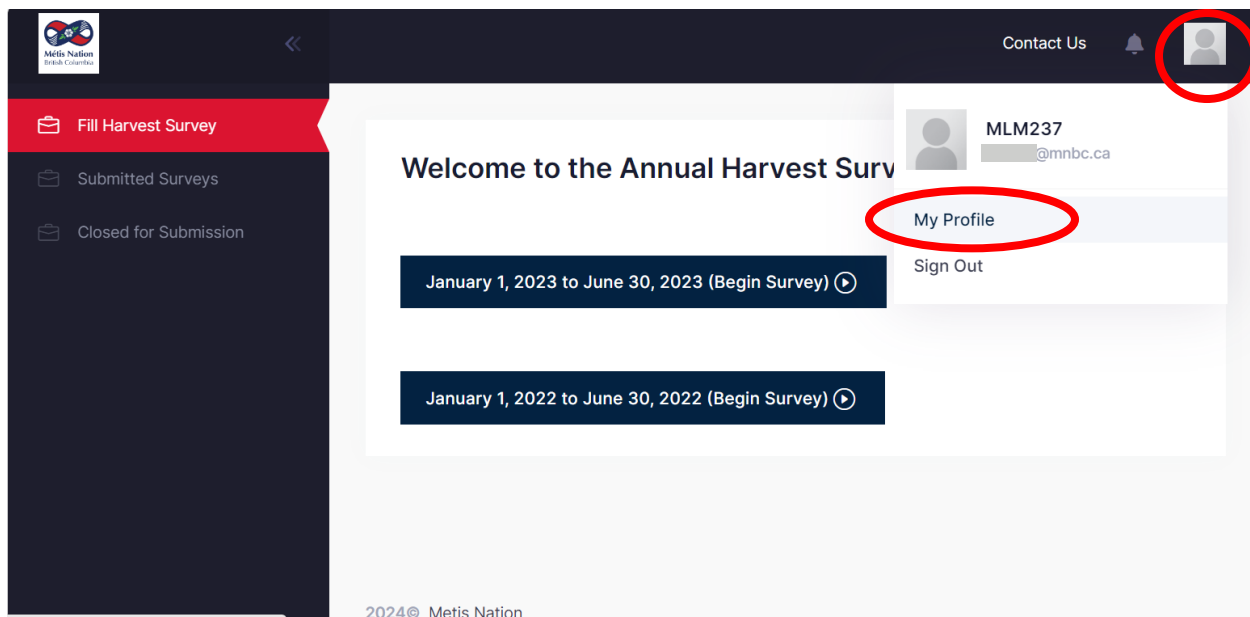 Métis Nation
British Columbia
Contact Us
Fill Harvest Survey
Submitted Surveys
Closed for Submission
MLM237
@mnbc.ca
My Profile
Sign Out
Welcome to the Annual Harvest Surv
January 1, 2023 to June 30, 2023 (Begin Survey)
January 1, 2022 to June 30, 2022 (Begin Survey)
2024© Metis Nation